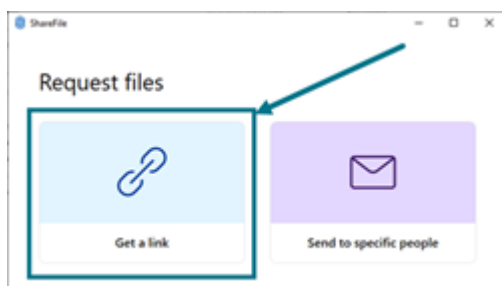 ShareFile
Request files
Get a link
Send to specific people